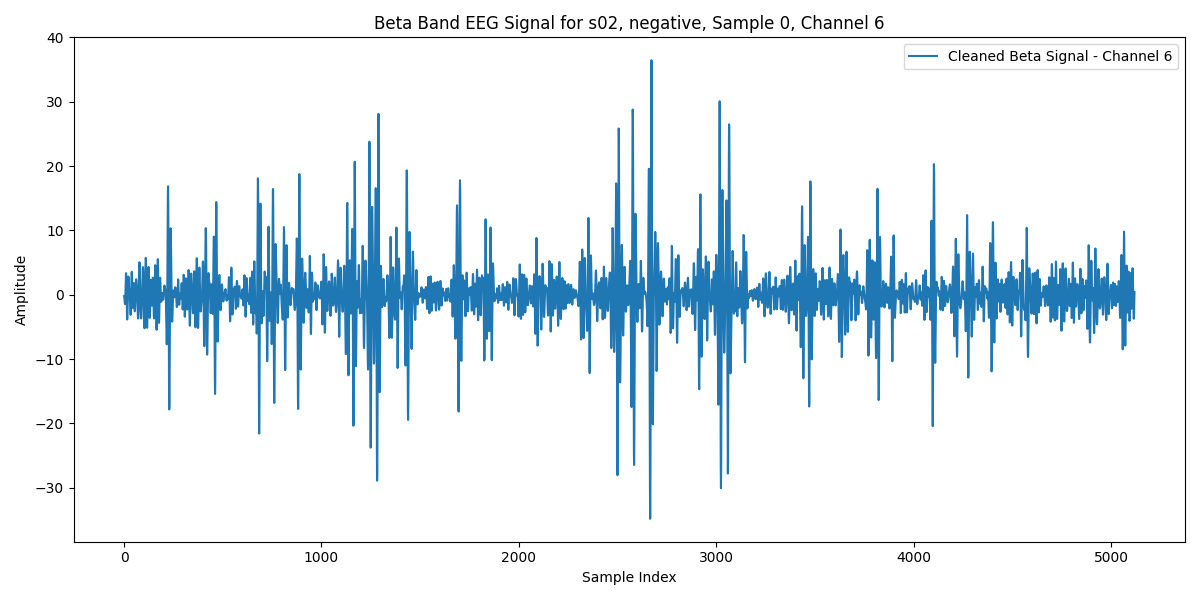 Beta Band EEG Signal for s02, negative, Sample 0, Channel 6
Cleaned Beta Signal - Channel 6
Amplitude
40
30
20
10
0
−10
−20
−30
0 1000 2000 3000 4000 5000
Sample Index